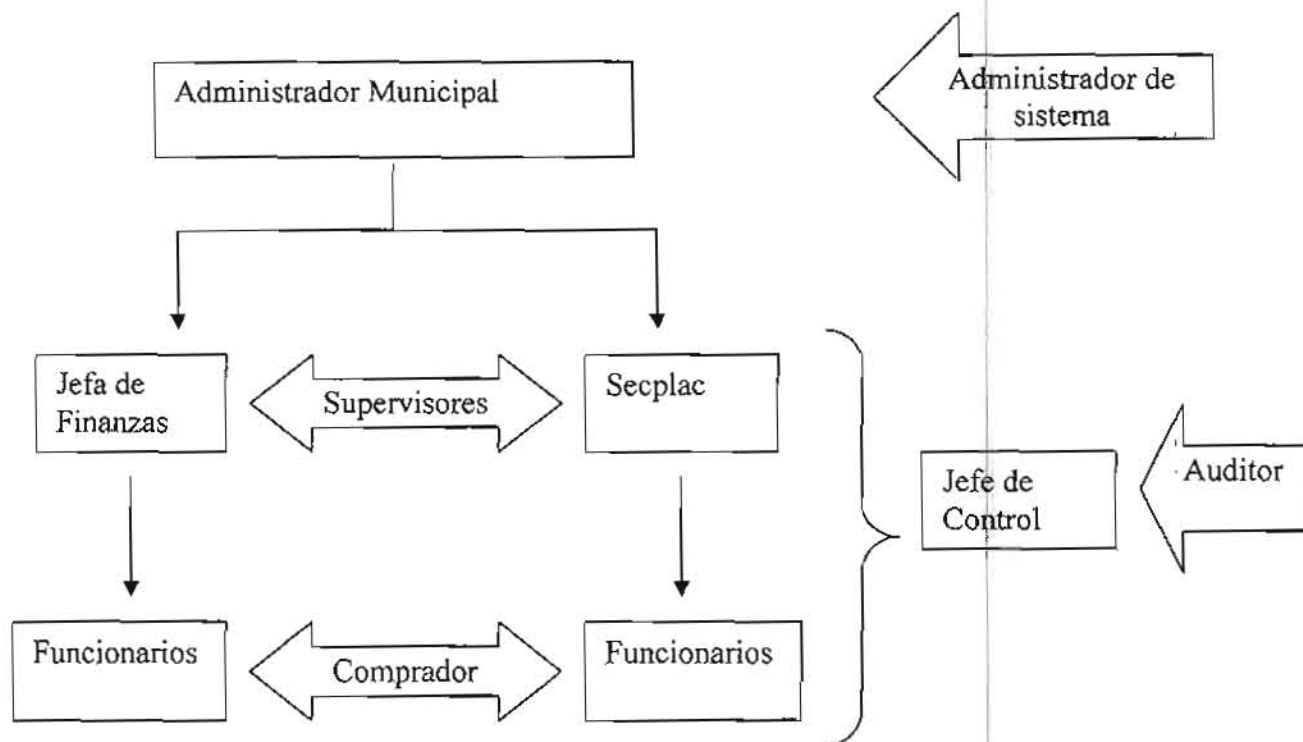 Administrador Municipal
Administrador de
sistema
Jefa de
Finanzas
Supervisores
Secplac
Jefe de
Control
Auditor
Funcionarios
Comprador
Funcionarios